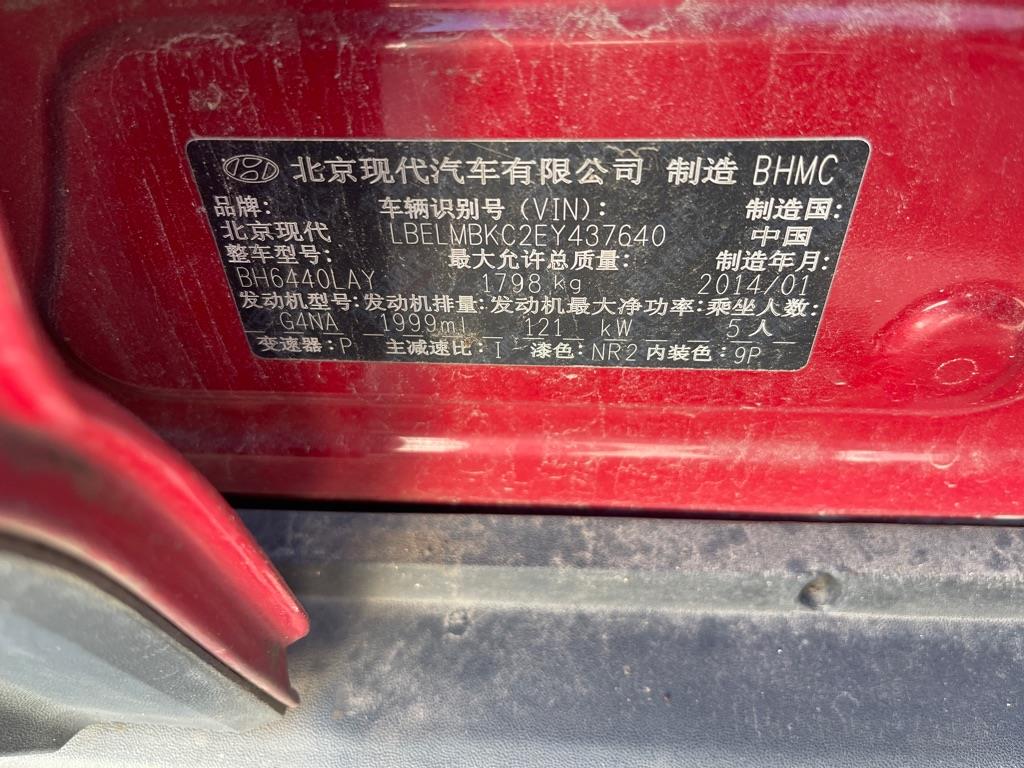 北京现代汽车有限公司 制造 BHMC
品牌: 车辆识别号 (VIN): 制造国:
北京现代 LBELMBKC2EY437640 中国
整车型号: 最大允许总质量: 制造年月:
BH6440LAY 1798 kg 2014/01
发动机型号: 发动机排量: 发动机最大净功率: 乘坐人数:
G4NA 1999ml 121 kW 5 人
变速器: P 主减速比: I 漆色: NR2 内装色: 9P